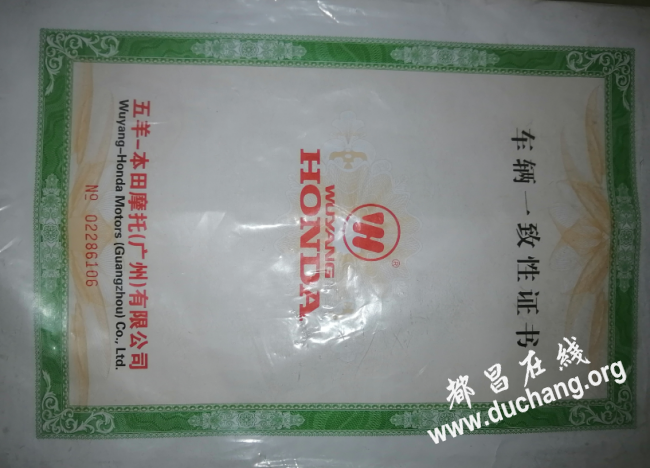 车辆一致性证书
®
WUYANG
HONDA
五羊-本田摩托(广州)有限公司
Wuyang-Honda Motors (Guangzhou) Co., Ltd.
№ 02286106
都昌在线
www.duchang.org